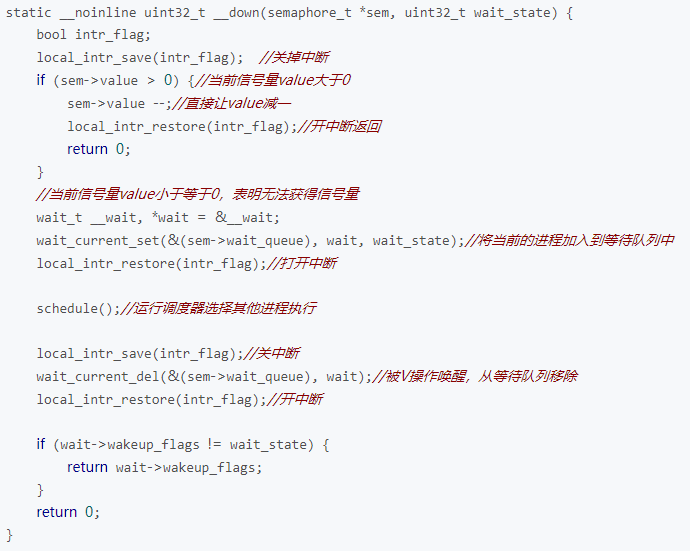 static __noinline uint32_t __down(semaphore_t *sem, uint32_t wait_state) {
    bool intr_flag;
    local_intr_save(intr_flag);  //关掉中断
    if (sem->value > 0) {//当前信号量value大于0
        sem->value --;//直接让value减一
        local_intr_restore(intr_flag);//开中断返回
        return 0;
    }
    //当前信号量value小于等于0，表明无法获得信号量
    wait_t __wait, *wait = &__wait;
    wait_current_set(&(sem->wait_queue), wait, wait_state);//将当前的进程加入到等待队列中
    local_intr_restore(intr_flag);//打开中断

    schedule();//运行调度器选择其他进程执行

    local_intr_save(intr_flag);//关中断
    wait_current_del(&(sem->wait_queue), wait);//被V操作唤醒，从等待队列移除
    local_intr_restore(intr_flag);//开中断

    if (wait->wakeup_flags != wait_state) {
        return wait->wakeup_flags;
    }
    return 0;
}